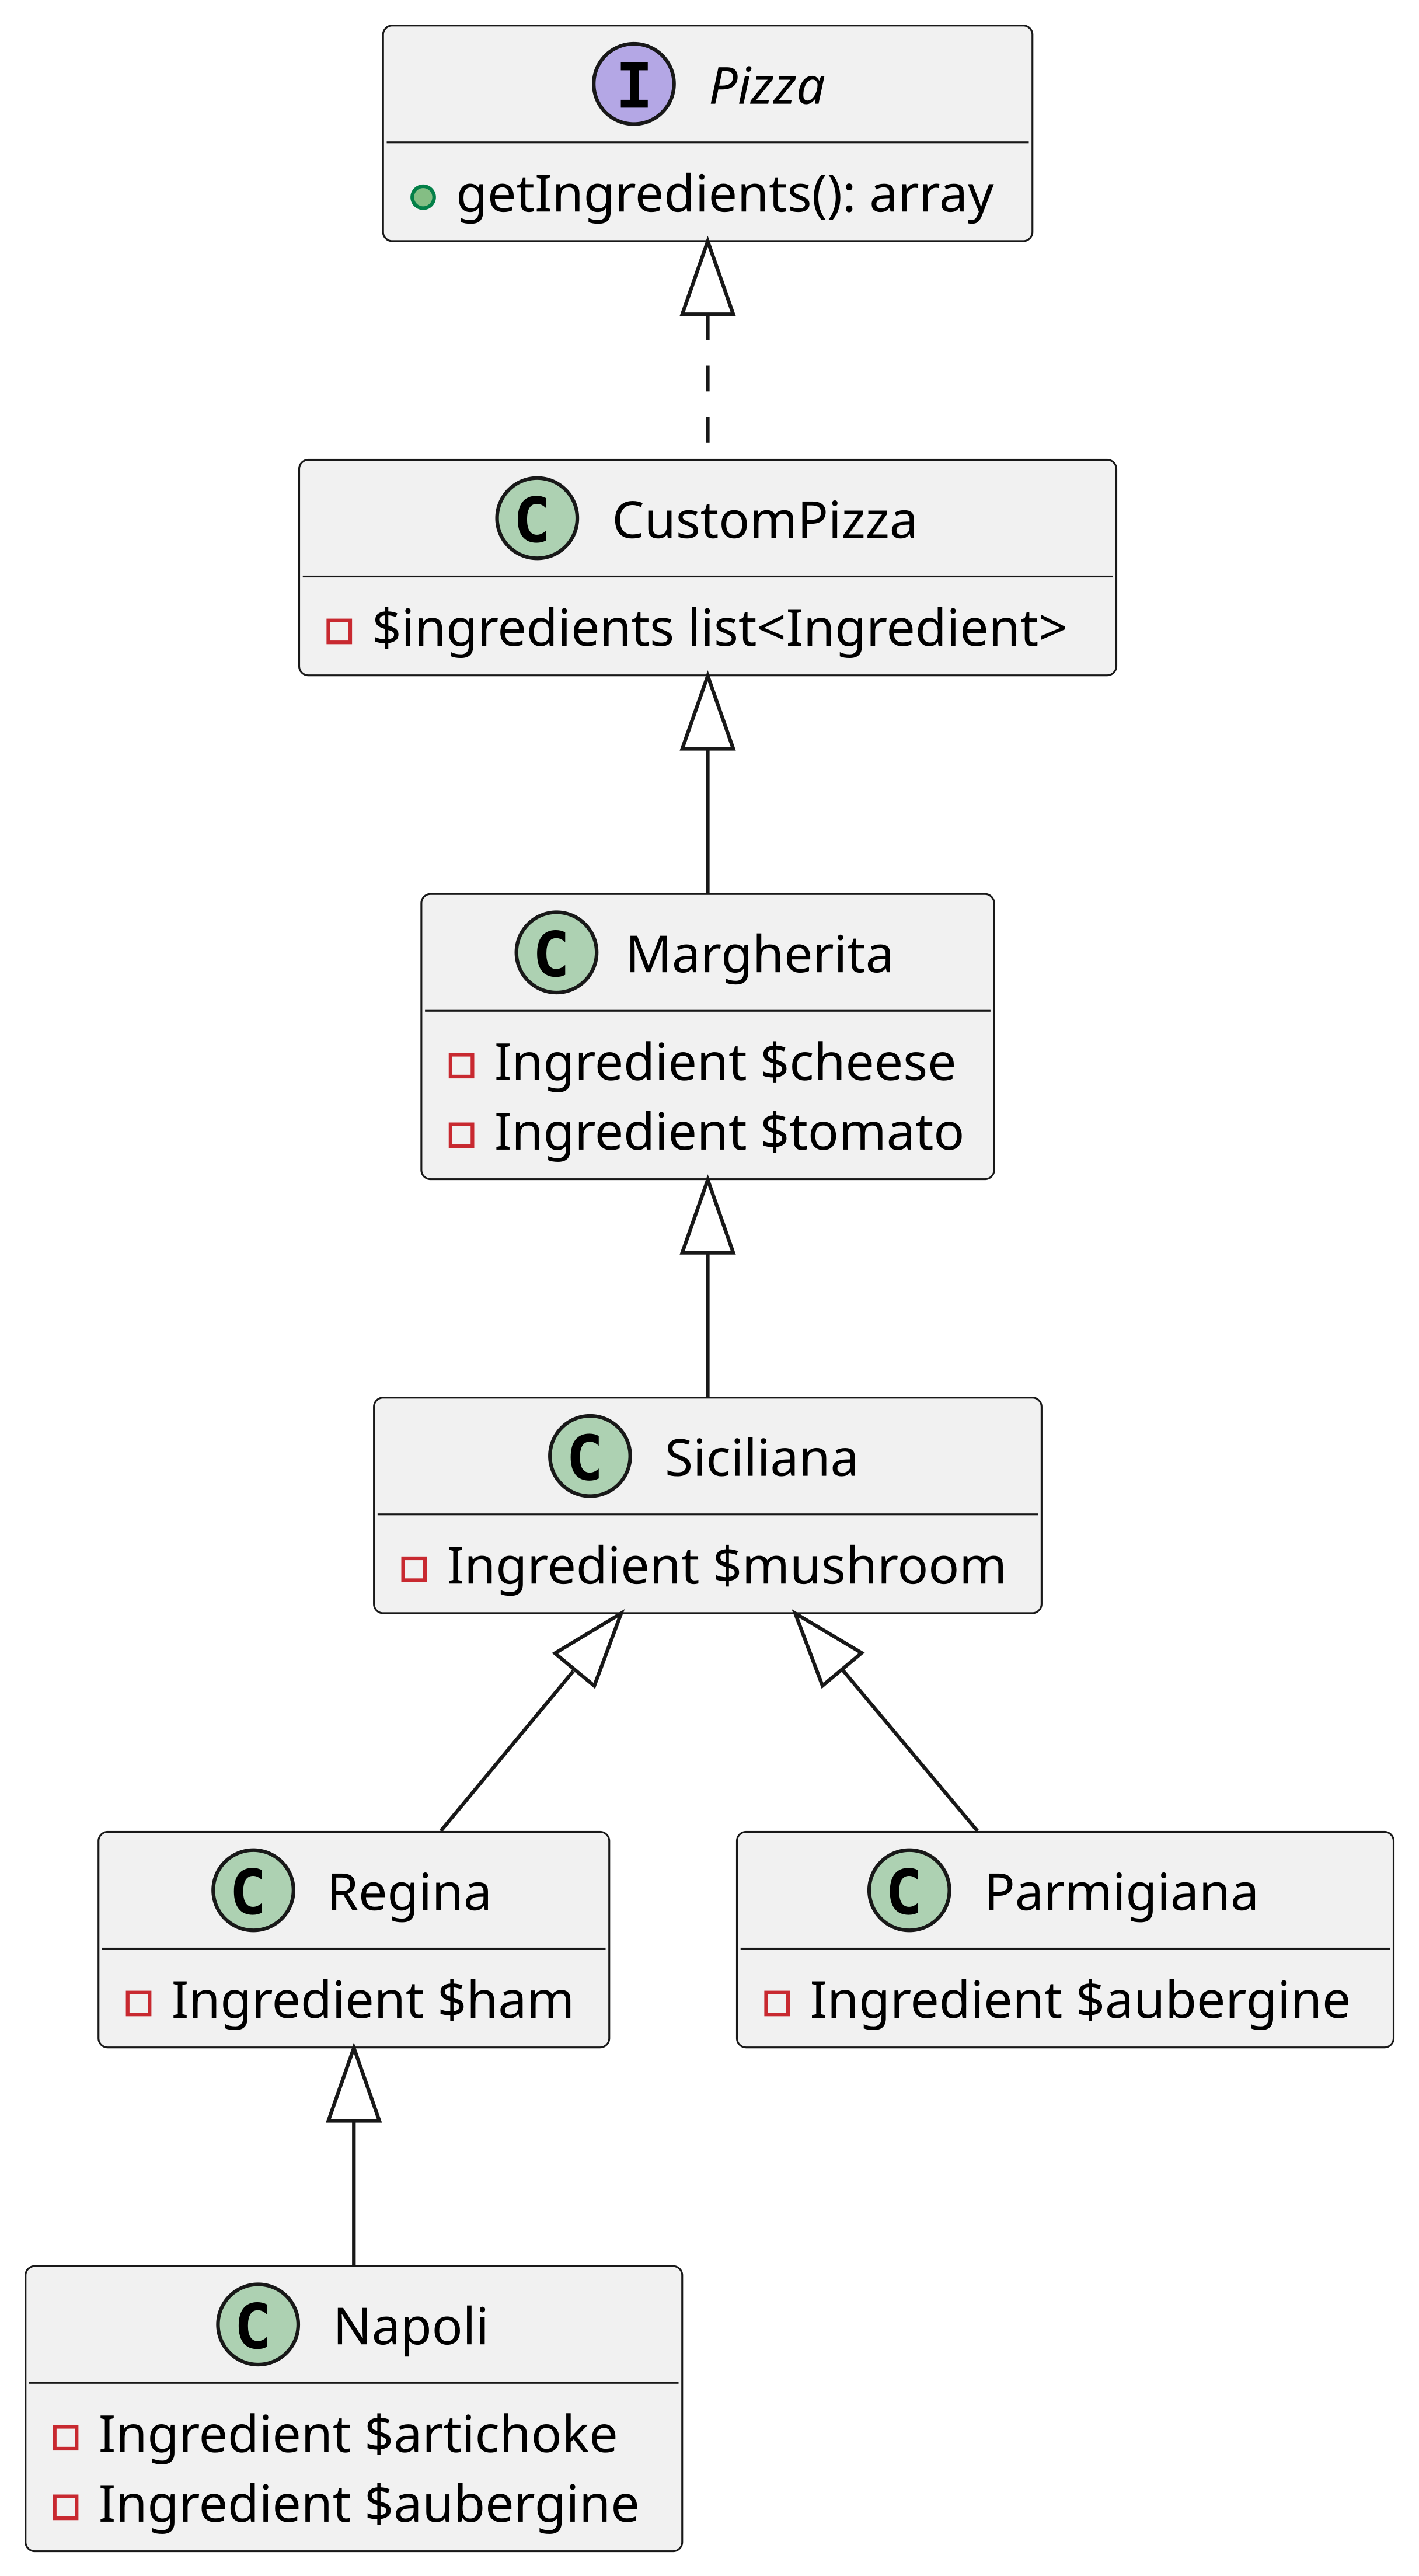 I Pizza
getIngredients(): array
C CustomPizza
$ingredients list<Ingredient>
C Margherita
Ingredient $cheese
Ingredient $tomato
C Siciliana
Ingredient $mushroom
C Regina
Ingredient $ham
C Parmigiana
Ingredient $aubergine
C Napoli
Ingredient $artichoke
Ingredient $aubergine